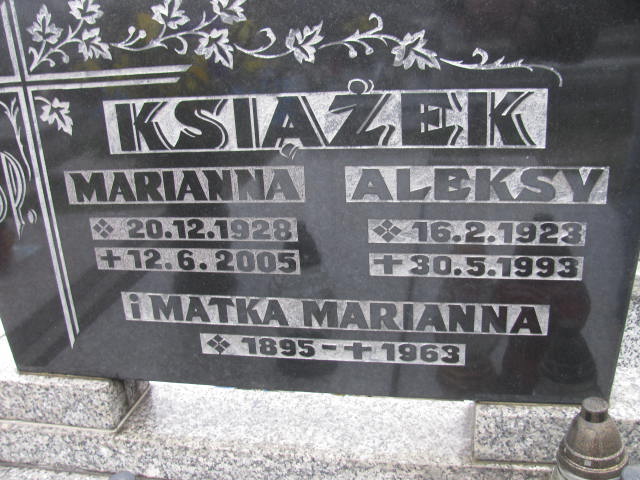 KSIĄŻEK
MARIANNA ALEKSY
20.12.1928 16.2.1923
12.6.2005 30.5.1993
i MATKA MARIANNA
1895 - 1963